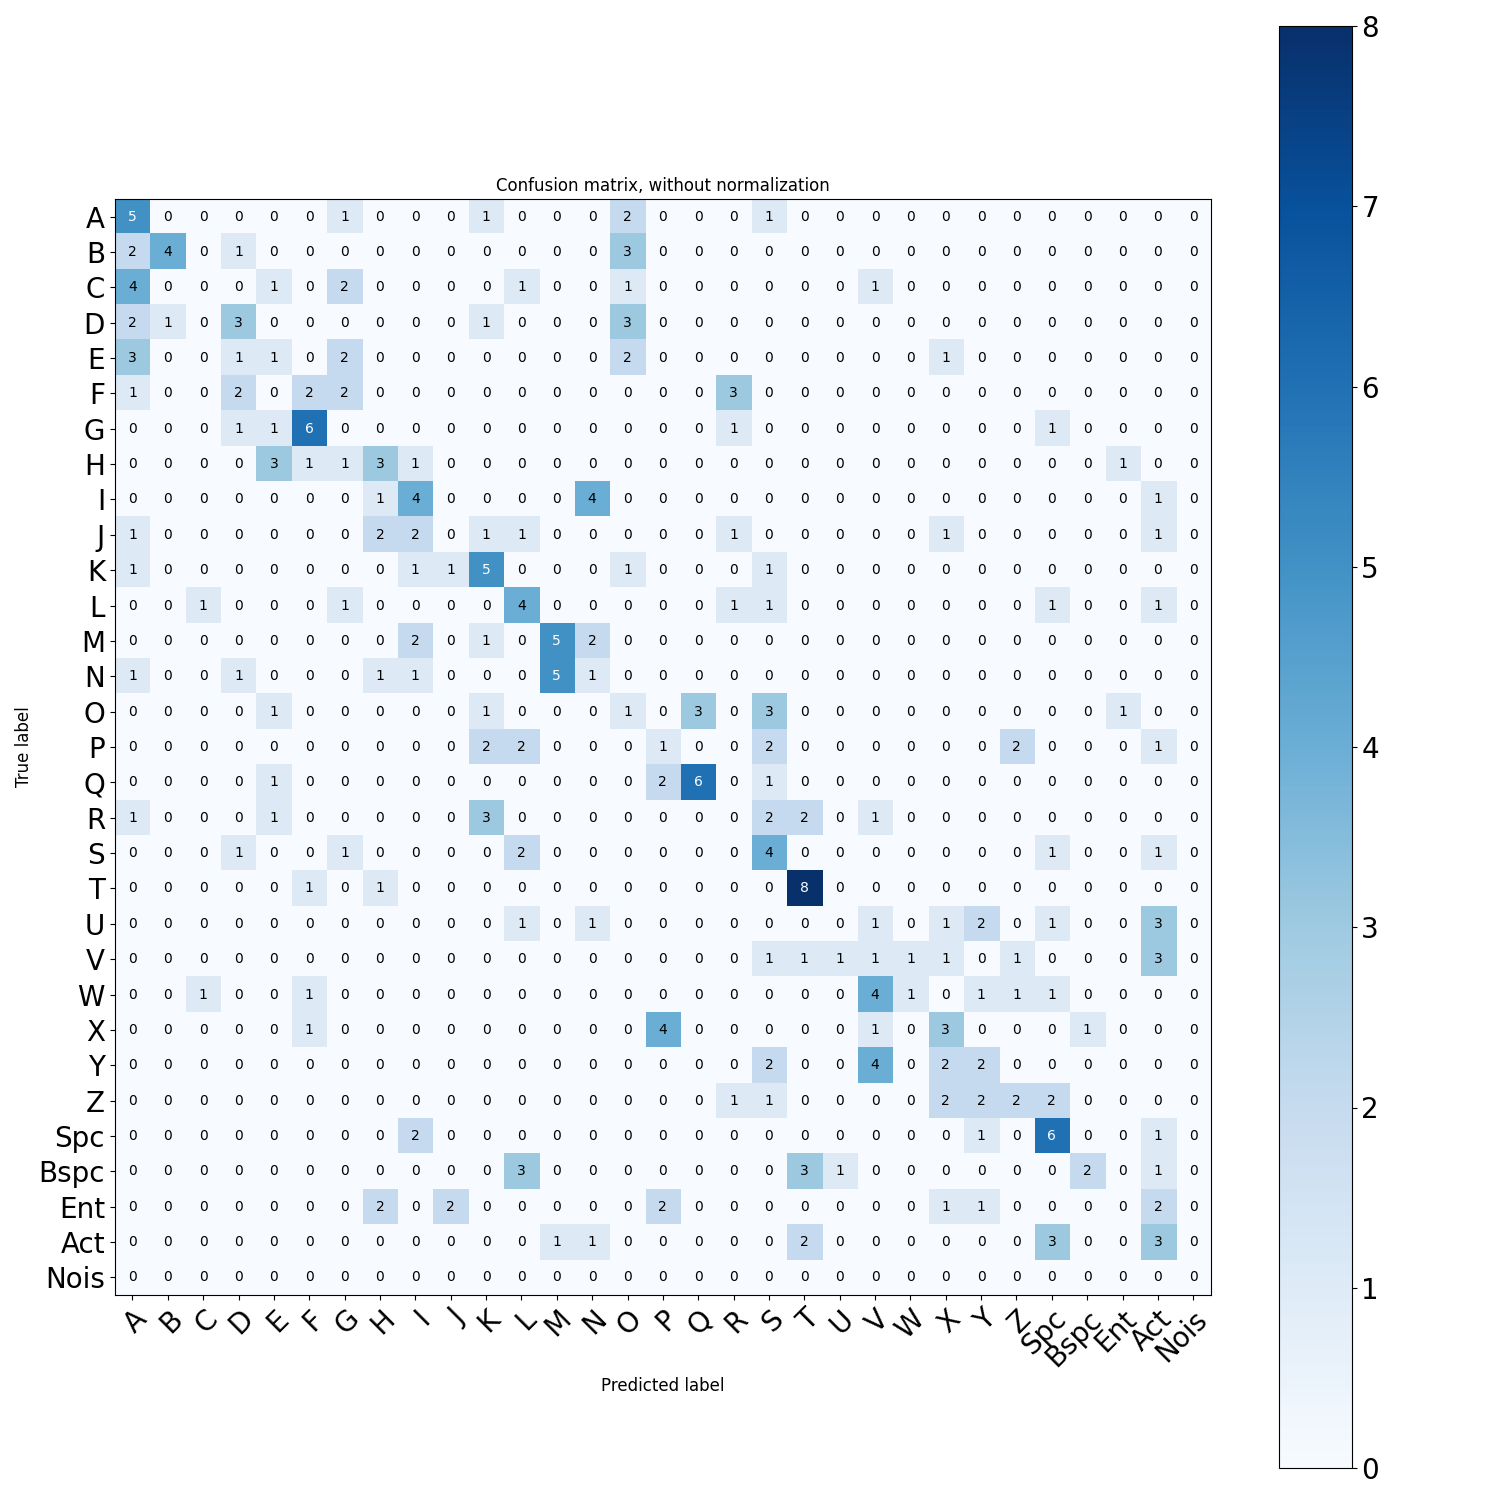 Confusion matrix, without normalization
A 5 0 0 0 0 0 1 0 0 0 1 0 0 0 2 0 0 0 1 0 0 0 0 0 0 0 0 0 0 0 0
B 2 4 0 1 0 0 0 0 0 0 0 0 0 0 3 0 0 0 0 0 0 0 0 0 0 0 0 0 0 0 0
C 4 0 0 0 1 0 2 0 0 0 0 1 0 0 1 0 0 0 0 0 0 1 0 0 0 0 0 0 0 0 0
D 2 1 0 3 0 0 0 0 0 0 1 0 0 0 3 0 0 0 0 0 0 0 0 0 0 0 0 0 0 0 0
E 3 0 0 1 1 0 2 0 0 0 0 0 0 0 2 0 0 0 0 0 0 0 0 1 0 0 0 0 0 0 0
F 1 0 0 2 0 2 2 0 0 0 0 0 0 0 0 0 0 3 0 0 0 0 0 0 0 0 0 0 0 0 0
G 0 0 0 1 1 6 0 0 0 0 0 0 0 0 0 0 0 1 0 0 0 0 0 0 0 0 1 0 0 0 0
H 0 0 0 0 3 1 1 3 1 0 0 0 0 0 0 0 0 0 0 0 0 0 0 0 0 0 0 0 1 0 0
I 0 0 0 0 0 0 0 1 4 0 0 0 0 4 0 0 0 0 0 0 0 0 0 0 0 0 0 0 0 1 0
J 1 0 0 0 0 0 0 2 2 0 1 1 0 0 0 0 0 1 0 0 0 0 0 1 0 0 0 0 0 1 0
K 1 0 0 0 0 0 0 0 1 1 5 0 0 0 1 0 0 0 1 0 0 0 0 0 0 0 0 0 0 0 0
L 0 0 1 0 0 0 1 0 0 0 0 4 0 0 0 0 0 1 1 0 0 0 0 0 0 0 1 0 0 1 0
M 0 0 0 0 0 0 0 0 2 0 1 0 5 2 0 0 0 0 0 0 0 0 0 0 0 0 0 0 0 0 0
N 1 0 0 1 0 0 0 1 1 0 0 0 5 1 0 0 0 0 0 0 0 0 0 0 0 0 0 0 0 0 0
O 0 0 0 0 1 0 0 0 0 0 1 0 0 0 1 0 3 0 3 0 0 0 0 0 0 0 0 0 1 0 0
P 0 0 0 0 0 0 0 0 0 0 2 2 0 0 0 1 0 0 2 0 0 0 0 0 0 2 0 0 0 1 0
Q 0 0 0 0 1 0 0 0 0 0 0 0 0 0 0 2 6 0 1 0 0 0 0 0 0 0 0 0 0 0 0
R 1 0 0 0 1 0 0 0 0 0 3 0 0 0 0 0 0 0 2 2 0 1 0 0 0 0 0 0 0 0 0
S 0 0 0 1 0 0 1 0 0 0 0 2 0 0 0 0 0 0 4 0 0 0 0 0 0 0 1 0 0 1 0
T 0 0 0 0 0 1 0 1 0 0 0 0 0 0 0 0 0 0 0 8 0 0 0 0 0 0 0 0 0 0 0
U 0 0 0 0 0 0 0 0 0 0 0 1 0 1 0 0 0 0 0 0 0 1 0 1 2 0 1 0 0 3 0
V 0 0 0 0 0 0 0 0 0 0 0 0 0 0 0 0 0 0 1 1 1 1 1 1 0 1 0 0 0 3 0
W 0 0 1 0 0 1 0 0 0 0 0 0 0 0 0 0 0 0 0 0 0 4 1 0 1 1 1 0 0 0 0
X 0 0 0 0 0 1 0 0 0 0 0 0 0 0 0 4 0 0 0 0 0 1 0 3 0 0 0 1 0 0 0
Y 0 0 0 0 0 0 0 0 0 0 0 0 0 0 0 0 0 0 2 0 0 4 0 2 2 0 0 0 0 0 0
Z 0 0 0 0 0 0 0 0 0 0 0 0 0 0 0 0 0 1 1 0 0 0 0 2 2 2 2 0 0 0 0
Spc 0 0 0 0 0 0 0 0 2 0 0 0 0 0 0 0 0 0 0 0 0 0 0 0 1 0 6 0 0 1 0
Bspc 0 0 0 0 0 0 0 0 0 0 0 3 0 0 0 0 0 0 0 3 1 0 0 0 0 0 0 2 0 1 0
Ent 0 0 0 0 0 0 0 2 0 2 0 0 0 0 0 2 0 0 0 0 0 0 0 1 1 0 0 0 0 2 0
Act 0 0 0 0 0 0 0 0 0 0 0 0 1 1 0 0 0 0 0 2 0 0 0 0 0 0 3 0 0 3 0
Nois 0 0 0 0 0 0 0 0 0 0 0 0 0 0 0 0 0 0 0 0 0 0 0 0 0 0 0 0 0 0 0
A B C D E F G H I J K L M N O P Q R S T U V W X Y Z Spc Bspc Ent Act Nois
True label
Predicted label
8
7
6
5
4
3
2
1
0